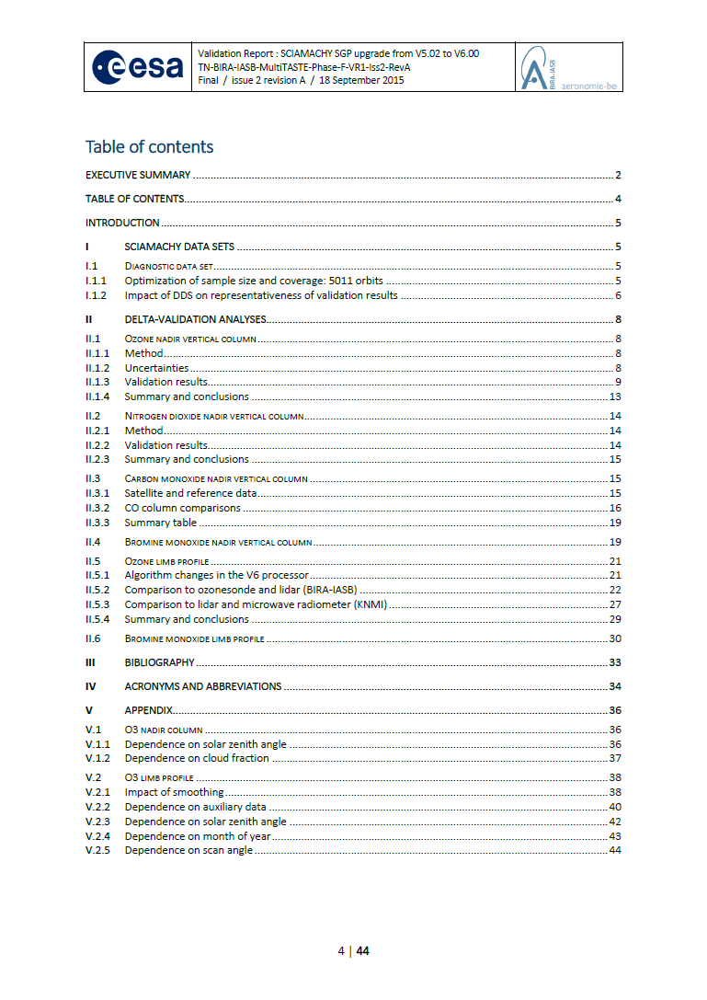 esa
Validation Report : SCIAMACHY SGP upgrade from V5.02 to V6.00
TN-BIRA-IASB-MultiTASTE-Phase-F-VR1-Iss2-RevA
Final / issue 2 revision A / 18 September 2015
BIRA-IASB
aeronomie-be
Table of contents
EXECUTIVE SUMMARY ... 2
TABLE OF CONTENTS ... 4
INTRODUCTION ... 5
I SCIAMACHY DATA SETS ... 5
I.1 DIAGNOSTIC DATA SET ... 5
I.1.1 Optimization of sample size and coverage: 5011 orbits ... 5
I.1.2 Impact of DDS on representativeness of validation results ... 6
II DELTA-VALIDATION ANALYSES ... 8
II.1 OZONE NADIR VERTICAL COLUMN ... 8
II.1.1 Method ... 8
II.1.2 Uncertainties ... 8
II.1.3 Validation results ... 9
II.1.4 Summary and conclusions ... 13
II.2 NITROGEN DIOXIDE NADIR VERTICAL COLUMN ... 14
II.2.1 Method ... 14
II.2.2 Validation results ... 14
II.2.3 Summary and conclusions ... 15
II.3 CARBON MONOXIDE NADIR VERTICAL COLUMN ... 15
II.3.1 Satellite and reference data ... 15
II.3.2 CO column comparisons ... 16
II.3.3 Summary table ... 19
II.4 BROMINE MONOXIDE NADIR VERTICAL COLUMN ... 19
II.5 OZONE LIMB PROFILE ... 21
II.5.1 Algorithm changes in the V6 processor ... 21
II.5.2 Comparison to ozonesonde and lidar (BIRA-IASB) ... 22
II.5.3 Comparison to lidar and microwave radiometer (KNMI) ... 27
II.5.4 Summary and conclusions ... 29
II.6 BROMINE MONOXIDE LIMB PROFILE ... 30
III BIBLIOGRAPHY ... 33
IV ACRONYMS AND ABBREVIATIONS ... 34
V APPENDIX ... 36
V.1 O3 NADIR COLUMN ... 36
V.1.1 Dependence on solar zenith angle ... 36
V.1.2 Dependence on cloud fraction ... 37
V.2 O3 LIMB PROFILE ... 38
V.2.1 Impact of smoothing ... 38
V.2.2 Dependence on auxiliary data ... 40
V.2.3 Dependence on solar zenith angle ... 42
V.2.4 Dependence on month of year ... 43
V.2.5 Dependence on scan angle ... 44
4 | 44